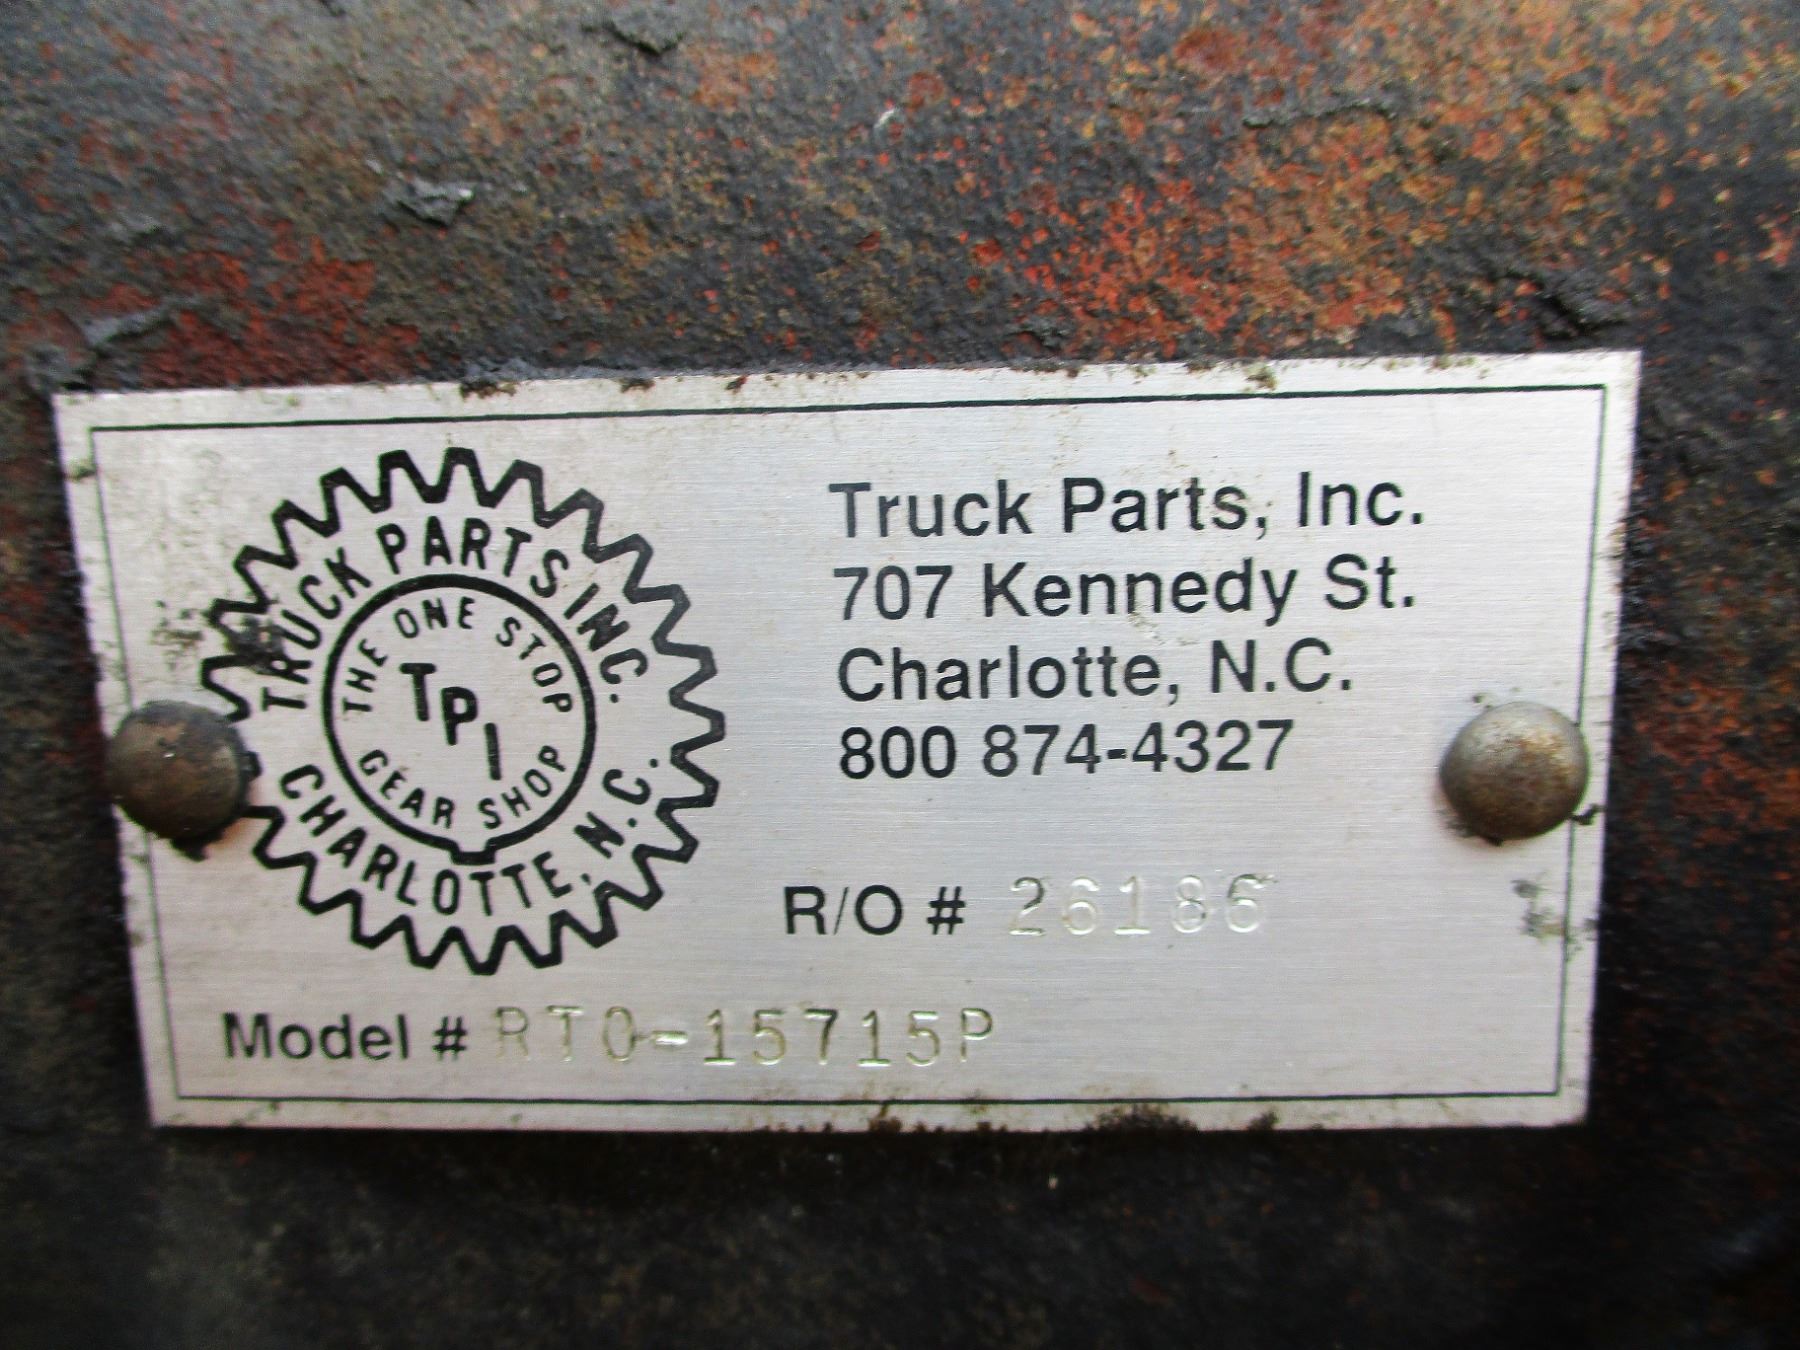 TRUCK PARTS INC.
THE ONE STOP
TPI
GEAR SHOP
CHARLOTTE, N.C.
Truck Parts, Inc.
707 Kennedy St.
Charlotte, N.C.
800 874-4327
R/O # 26186
Model # RTO-15715P